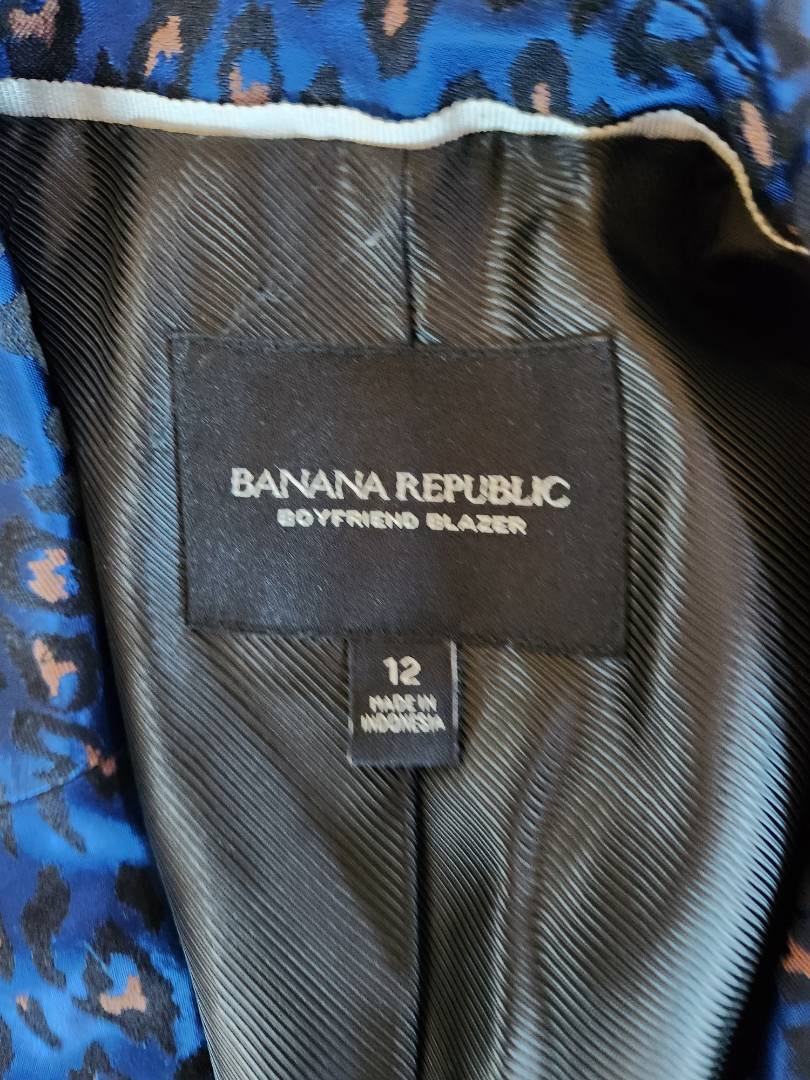 BANANA REPUBLIC
BOYFRIEND BLAZER
12
MADE IN
INDONESIA